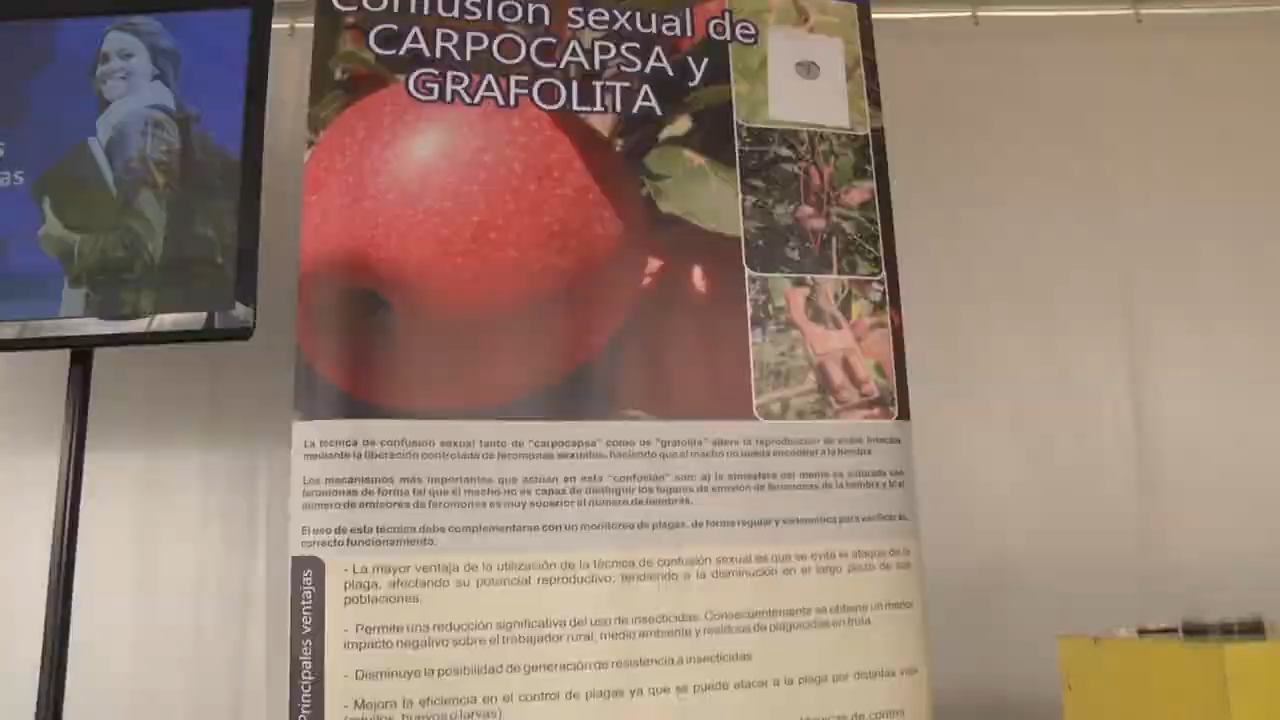 Confusión sexual de
CARPOCAPSA y
GRAFOLITA
s
as
La técnica de confusión sexual tanto de "carpocapsa" como de "grafolita" altera la reproducción de estos insectos
mediante la liberación controlada de feromonas sexuales, haciendo que el macho no pueda encontrar a la hembra.
Los mecanismos más importantes que actúan en esta "confusión" son: a) la atmósfera del monte es saturada con
feromonas de forma tal que el macho no es capaz de distinguir los lugares de emisión de feromonas de la hembra y b) el
número de emisores de feromonas es muy superior al número de hembras.
El uso de esta técnica debe complementarse con un monitoreo de plagas, de forma regular y sistemática para verificar su
correcto funcionamiento.
Principales ventajas
- La mayor ventaja de la utilización de la técnica de confusión sexual es que se evita el ataque de la
plaga, afectando su potencial reproductivo; tendiendo a la disminución en el largo plazo de sus
poblaciones.
- Permite una reducción significativa del uso de insecticidas. Consecuentemente se obtiene un menor
impacto negativo sobre el trabajador rural, medio ambiente y residuos de plaguicidas en fruta.
- Disminuye la posibilidad de generación de resistencia a insecticidas.
- Mejora la eficiencia en el control de plagas ya que se puede atacar a la plaga por distintas vías
huevos o larvas)